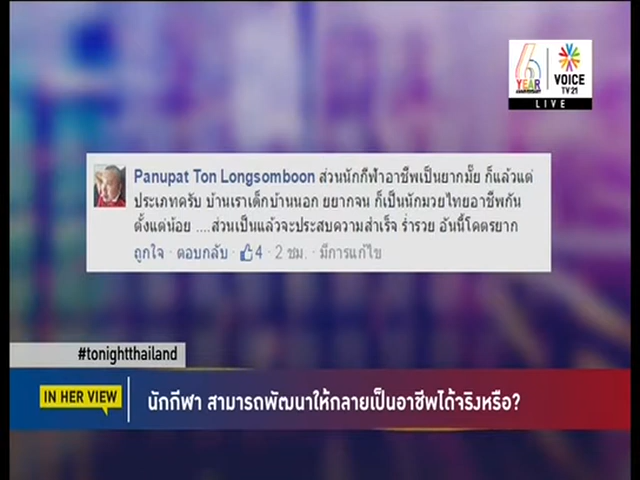 6
YEAR
ANNIVERSARY
VOICE
TV 21
LIVE
Panupat Ton Longsomboon ส่วนนักกีฬาอาชีพเป็นยากมั๊ย ก็แล้วแต่
ประเภทครับ บ้านเราเด็กบ้านนอก ยยากจน ก็เป็นนักมวยไทยอาชีพกัน
ตั้งแต่น้อย ....ส่วนเป็นแล้วจะประสบความสำเร็จ ร่ำรวย อันนี้โคตรยาก
ถูกใจ · ตอบกลับ · 4 · 2 ชม. · มีการแก้ไข
#tonightthailand
IN HER VIEW
นักกีฬา สามารถพัฒนาให้กลายเป็นอาชีพได้จริงหรือ?